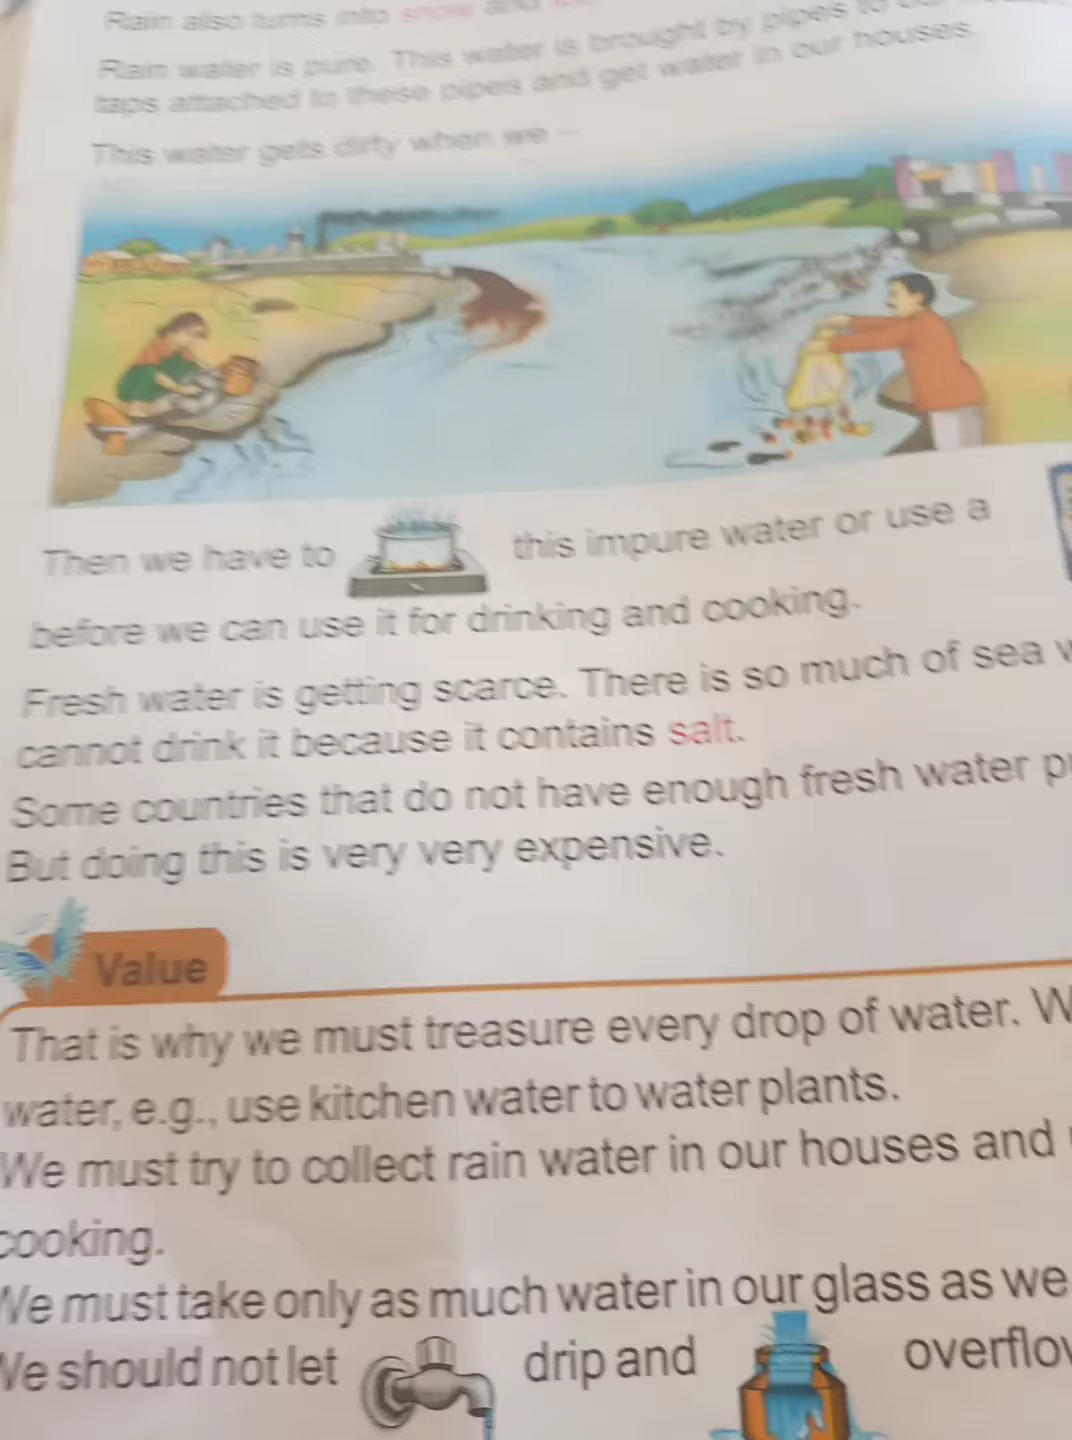 Rain also turns into snow and
Rain water is pure. This water is brought by pipes to our
taps attached to these pipes and get water in our houses.
This water gets dirty when we –
Then we have to this impure water or use a
before we can use it for drinking and cooking.
Fresh water is getting scarce. There is so much of sea
cannot drink it because it contains salt.
Some countries that do not have enough fresh water
But doing this is very very expensive.
Value
That is why we must treasure every drop of water.
water, e.g., use kitchen water to water plants.
We must try to collect rain water in our houses and
cooking.
We must take only as much water in our glass as we
We should not let drip and overflow